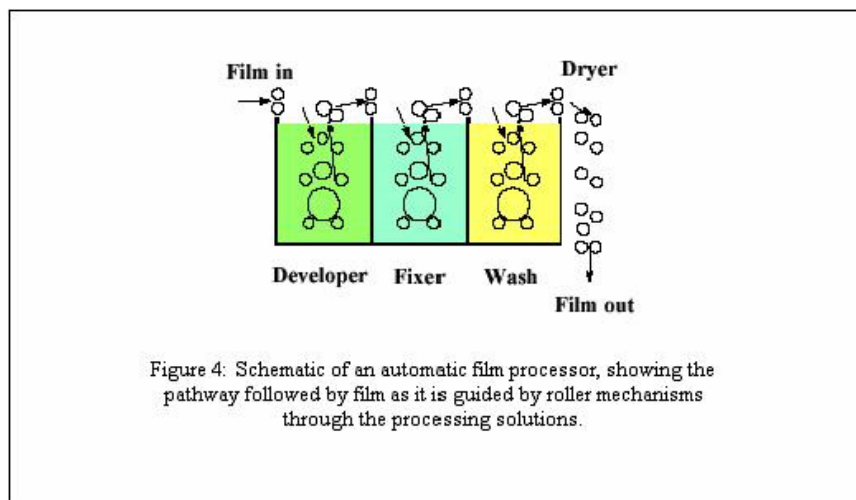 Film in
Dryer
Developer
Fixer
Wash
Film out
Figure 4: Schematic of an automatic film processor, showing the
pathway followed by film as it is guided by roller mechanisms
through the processing solutions.